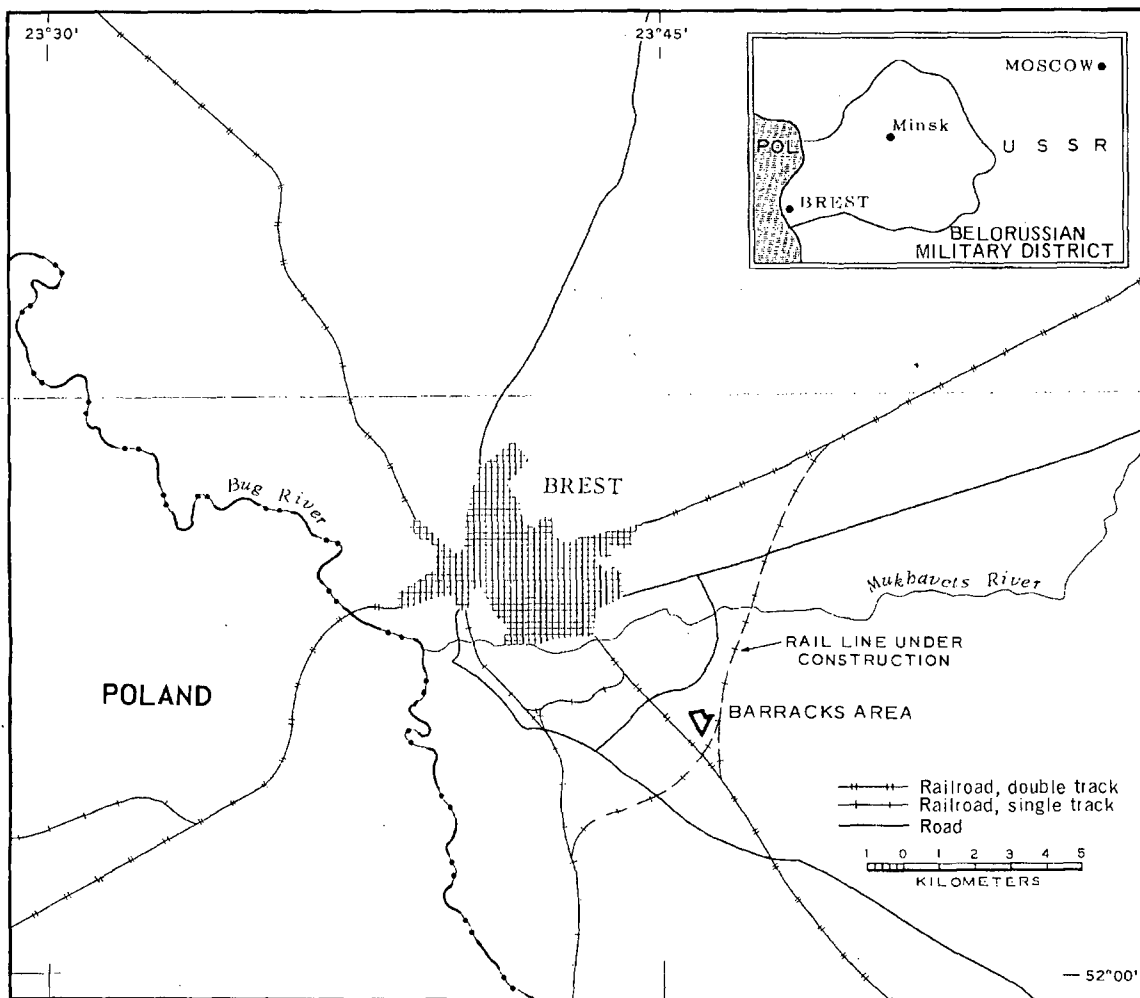 23°30'
23°45'
MOSCOW
Minsk
POL
U S S R
BREST
BELORUSSIAN
MILITARY DISTRICT
BREST
Bug River
Mukhavets River
RAIL LINE UNDER
CONSTRUCTION
POLAND
BARRACKS AREA
Railroad, double track
Railroad, single track
Road
1 0 1 2 3 4 5
KILOMETERS
52°00'